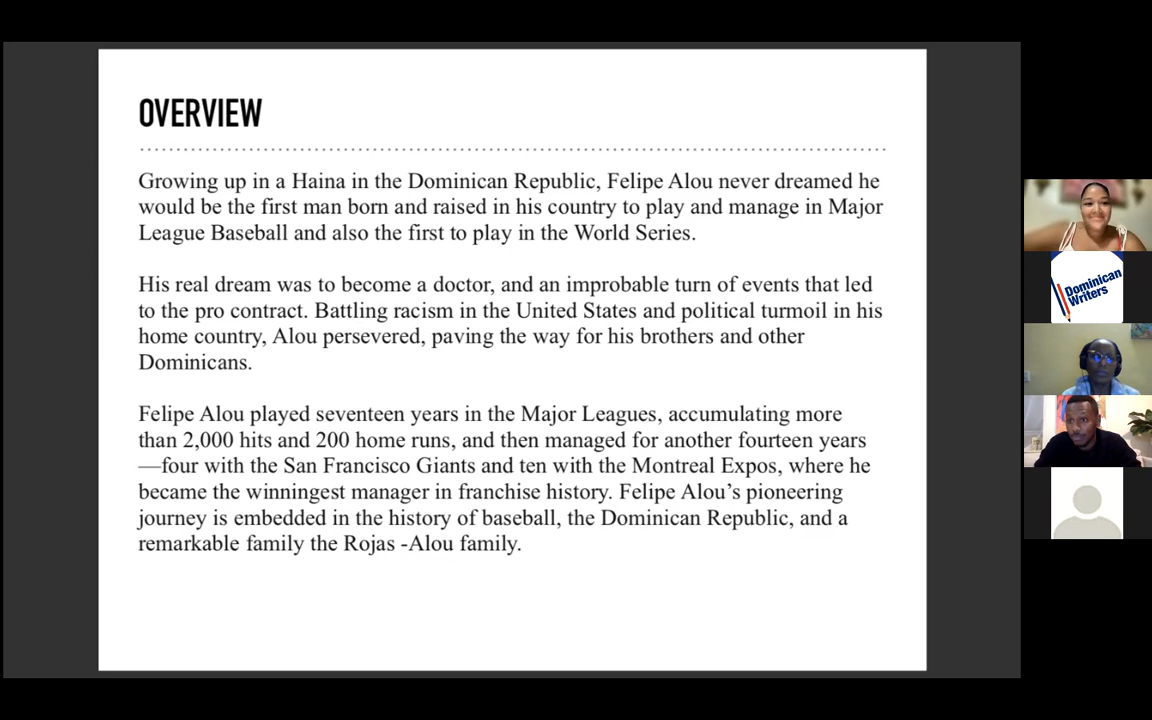 OVERVIEW
Growing up in a Haina in the Dominican Republic, Felipe Alou never dreamed he
would be the first man born and raised in his country to play and manage in Major
League Baseball and also the first to play in the World Series.
His real dream was to become a doctor, and an improbable turn of events that led
to the pro contract. Battling racism in the United States and political turmoil in his
home country, Alou persevered, paving the way for his brothers and other
Dominicans.
Felipe Alou played seventeen years in the Major Leagues, accumulating more
than 2,000 hits and 200 home runs, and then managed for another fourteen years
—four with the San Francisco Giants and ten with the Montreal Expos, where he
became the winningest manager in franchise history. Felipe Alou’s pioneering
journey is embedded in the history of baseball, the Dominican Republic, and a
remarkable family the Rojas -Alou family.
Dominican
Writers